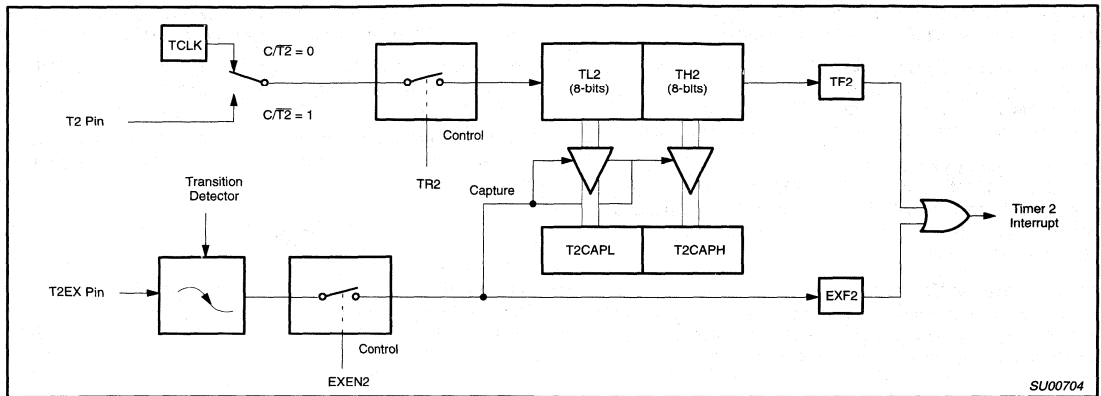 TCLK
C/T2 = 0
TL2
(8-bits)
TH2
(8-bits)
TF2
T2 Pin
C/T2 = 1
Control
TR2
Capture
Transition
Detector
Timer 2
Interrupt
T2CAPL
T2CAPH
T2EX Pin
EXF2
Control
EXEN2
SU00704